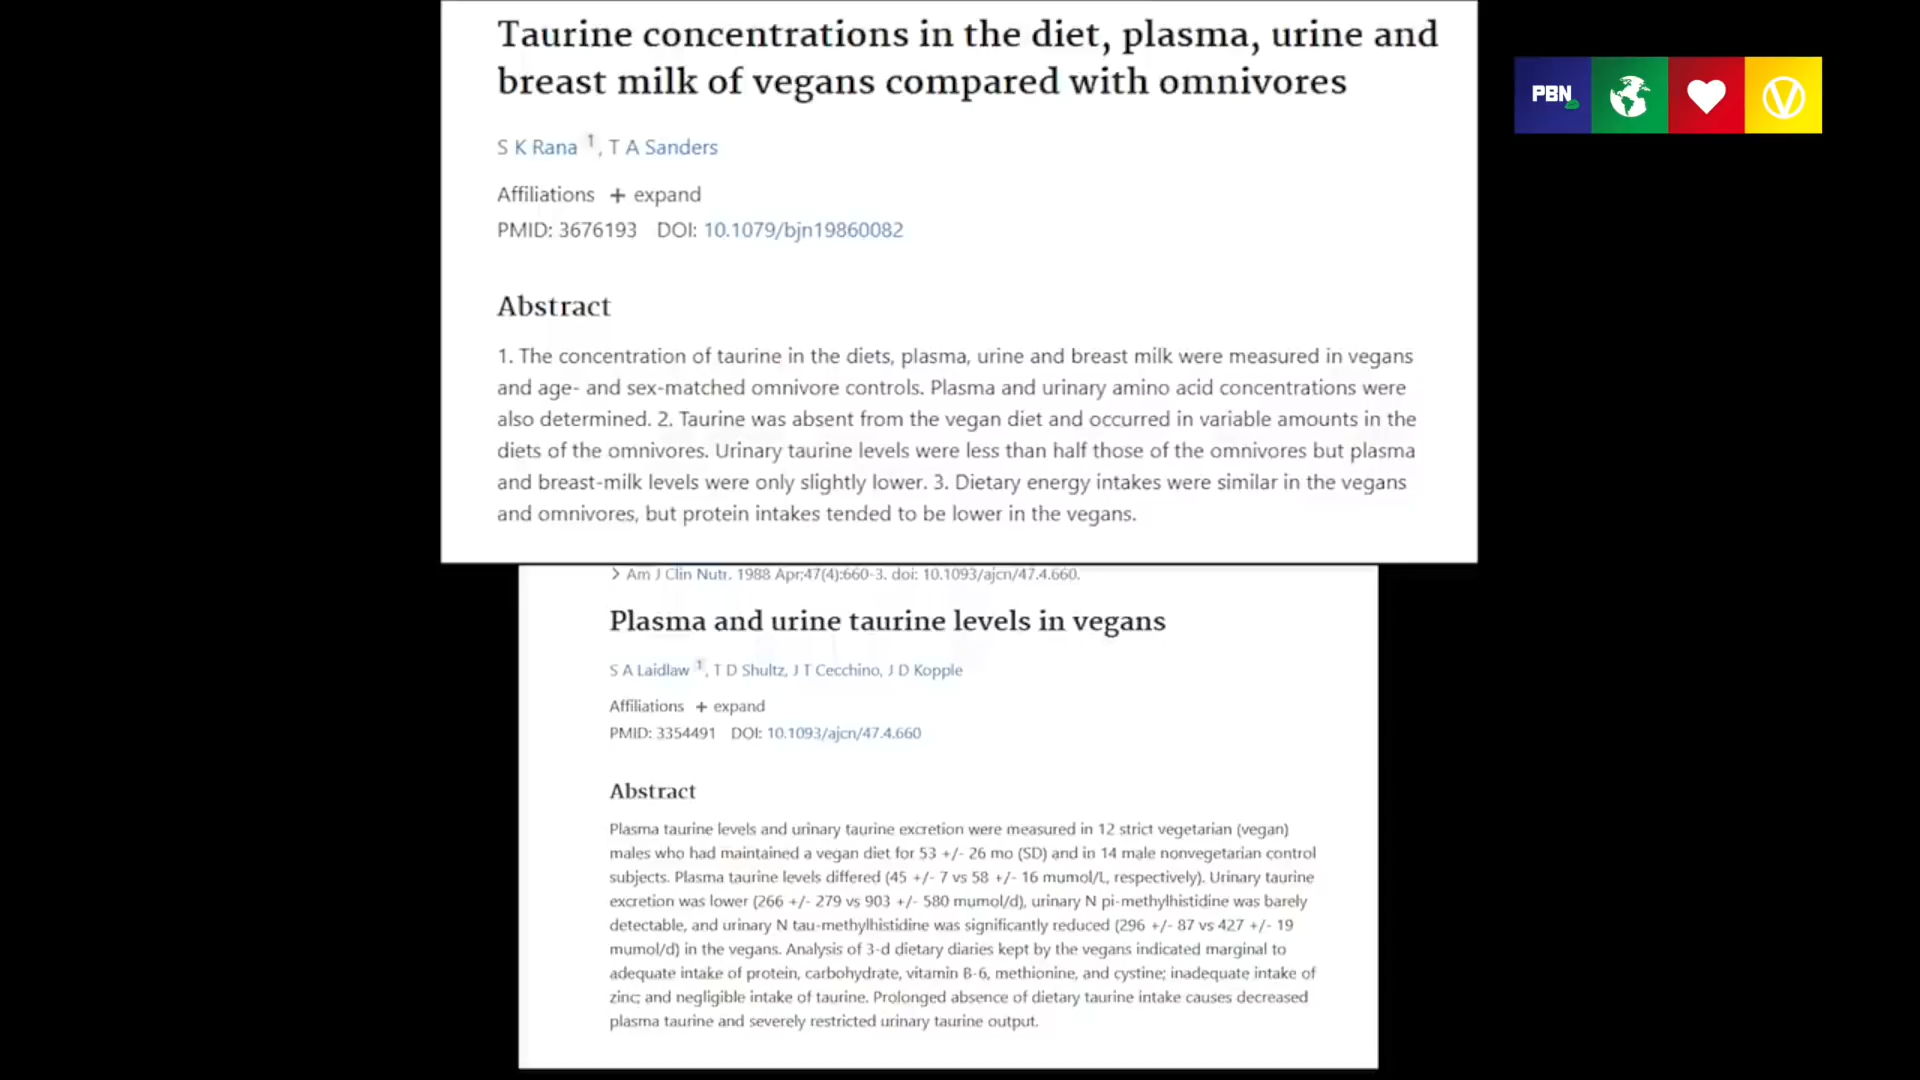 Taurine concentrations in the diet, plasma, urine and
breast milk of vegans compared with omnivores
PBN
S K Rana 1, T A Sanders
Affiliations + expand
PMID: 3676193 DOI: 10.1079/bjn19860082
Abstract
1. The concentration of taurine in the diets, plasma, urine and breast milk were measured in vegans
and age- and sex-matched omnivore controls. Plasma and urinary amino acid concentrations were
also determined. 2. Taurine was absent from the vegan diet and occurred in variable amounts in the
diets of the omnivores. Urinary taurine levels were less than half those of the omnivores but plasma
and breast-milk levels were only slightly lower. 3. Dietary energy intakes were similar in the vegans
and omnivores, but protein intakes tended to be lower in the vegans.
> Am J Clin Nutr. 1988 Apr;47(4):660-3. doi: 10.1093/ajcn/47.4.660.
Plasma and urine taurine levels in vegans
S A Laidlaw 1, T D Shultz, J T Cecchino, J D Kopple
Affiliations + expand
PMID: 3354491 DOI: 10.1093/ajcn/47.4.660
Abstract
Plasma taurine levels and urinary taurine excretion were measured in 12 strict vegetarian (vegan)
males who had maintained a vegan diet for 53 +/- 26 mo (SD) and in 14 male nonvegetarian control
subjects. Plasma taurine levels differed (45 +/- 7 vs 58 +/- 16 mumol/L, respectively). Urinary taurine
excretion was lower (266 +/- 279 vs 903 +/- 580 mumol/d), urinary N pi-methylhistidine was barely
detectable, and urinary N tau-methylhistidine was significantly reduced (296 +/- 87 vs 427 +/- 19
mumol/d) in the vegans. Analysis of 3-d dietary diaries kept by the vegans indicated marginal to
adequate intake of protein, carbohydrate, vitamin B-6, methionine, and cystine; inadequate intake of
zinc; and negligible intake of taurine. Prolonged absence of dietary taurine intake causes decreased
plasma taurine and severely restricted urinary taurine output.